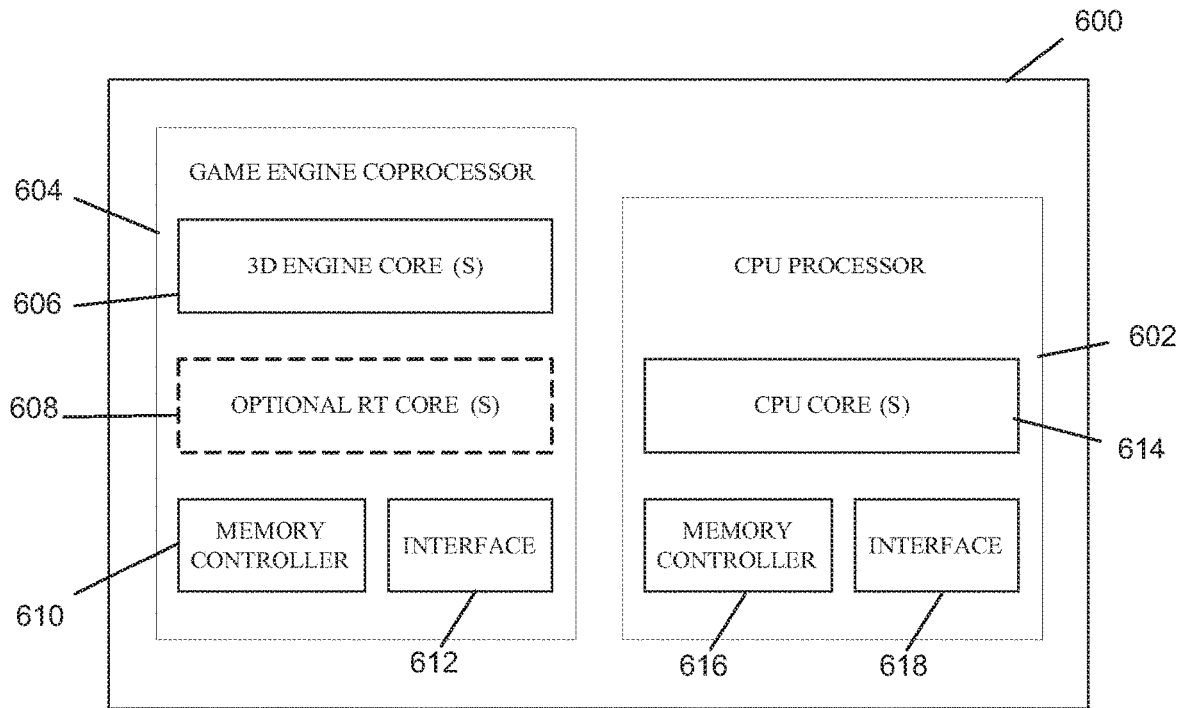 600
GAME ENGINE COPROCESSOR
604
3D ENGINE CORE (S)
606
CPU PROCESSOR
602
608
OPTIONAL RT CORE (S)
CPU CORE (S)
614
MEMORY
CONTROLLER
INTERFACE
MEMORY
CONTROLLER
INTERFACE
610
612
616
618